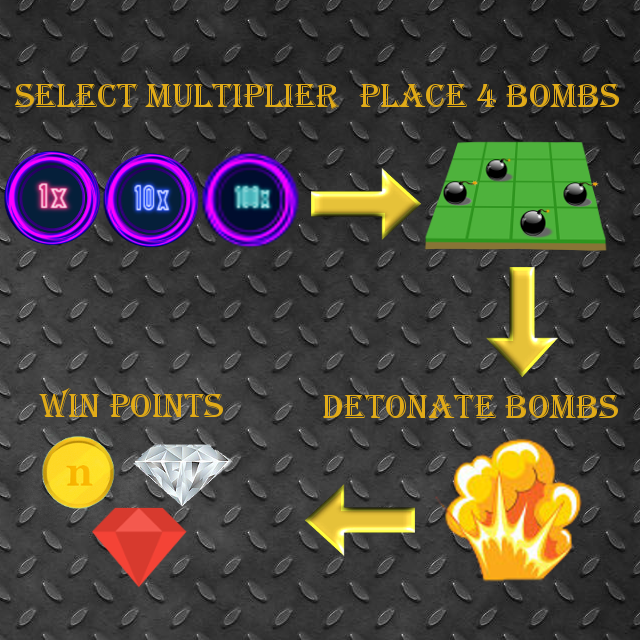 SELECT MULTIPLIER PLACE 4 BOMBS
1x 10x 100x
WIN POINTS DETONATE BOMBS
n